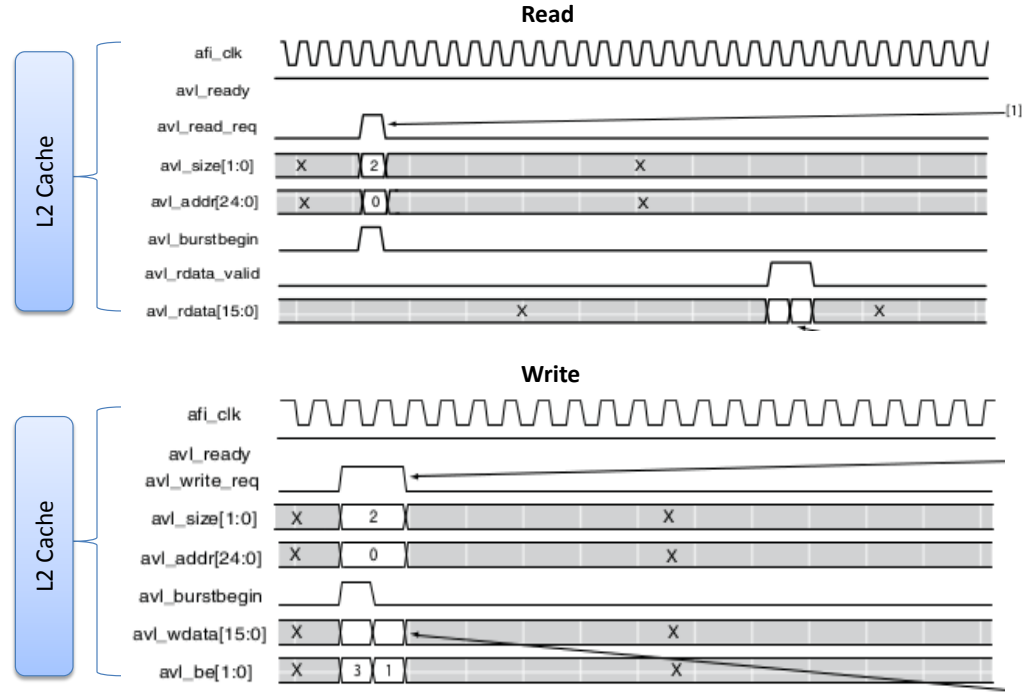 Read
L2 Cache
afi_clk
avl_ready
avl_read_req
[1]
avl_size[1:0] X 2 X
avl_addr[24:0] X 0 X
avl_burstbegin
avl_rdata_valid
avl_rdata[15:0] X X
Write
L2 Cache
afi_clk
avl_ready
avl_write_req
avl_size[1:0] X 2 X
avl_addr[24:0] X 0 X
avl_burstbegin
avl_wdata[15:0] X X
avl_be[1:0] X 3 1 X